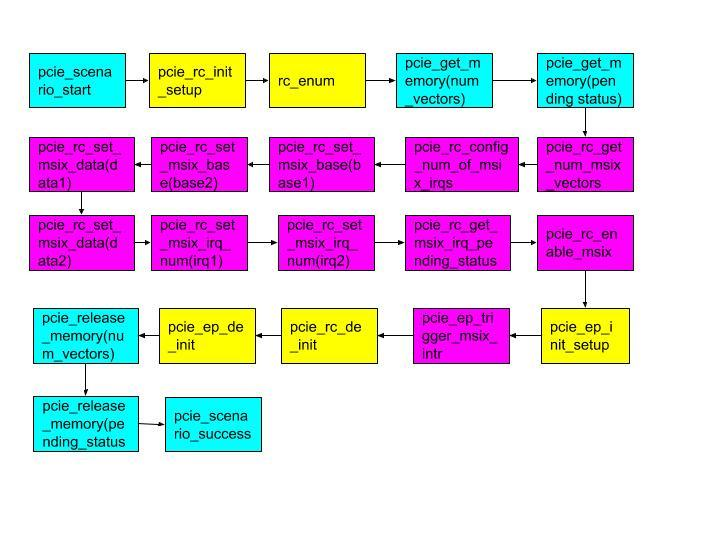 pcie_scena
rio_start
pcie_rc_init
_setup
rc_enum
pcie_get_m
emory(num
_vectors)
pcie_get_m
emory(pen
ding status)
pcie_rc_set_
msix_data(d
ata1)
pcie_rc_set
_msix_bas
e(base2)
pcie_rc_set_
msix_base(b
ase1)
pcie_rc_config
_num_of_msi
x_irqs
pcie_rc_get
_num_msix
_vectors
pcie_rc_set_
msix_data(d
ata2)
pcie_rc_set
_msix_irq_
num(irq1)
pcie_rc_set
_msix_irq_
num(irq2)
pcie_rc_get_
msix_irq_pe
nding_status
pcie_rc_en
able_msix
pcie_release
_memory(nu
m_vectors)
pcie_ep_de
_init
pcie_rc_de
_init
pcie_ep_tri
gger_msix_
intr
pcie_ep_i
nit_setup
pcie_release
_memory(pe
nding_status
pcie_scena
rio_success